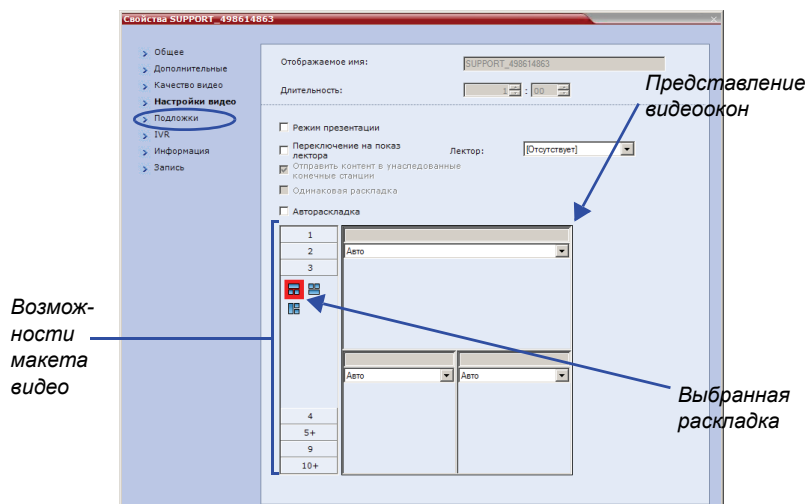 Свойства SUPPORT_498614863
Общее
Дополнительные
Качество видео
Настройки видео
Подложки
IVR
Информация
Запись
Отображаемое имя:
SUPPORT_498614863
Длительность:
1 : 00
Режим презентации
Переключение на показ
лектора
Лектор:
[Отсутствует]
Отправить контент в унаследованные
конечные станции
Одинаковая раскладка
Автораскладка
1
2
3
4
5+
9
10+
Авто
Авто
Авто
Представление
видеоокон
Возмож-
ности
макета
видео
Выбранная
раскладка